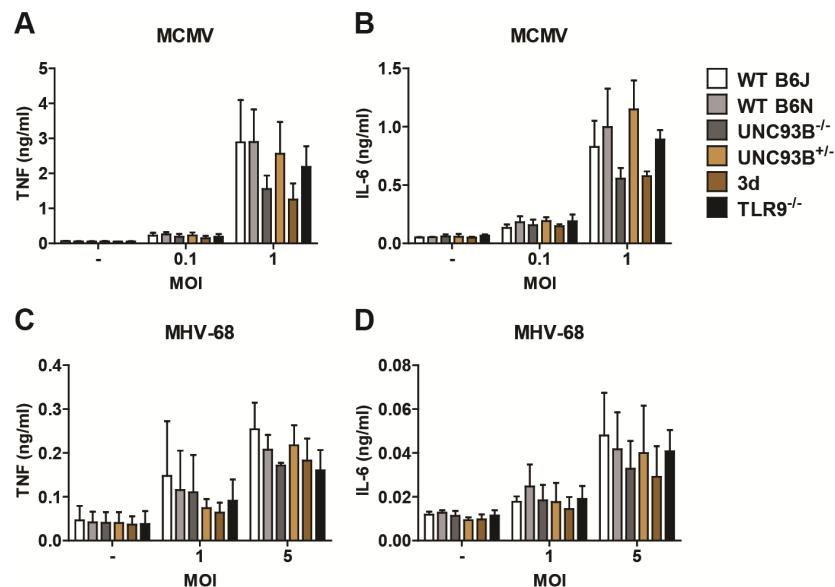 A
MCMV
TNF (ng/ml)
5
4
3
2
1
0
- 0.1 1
MOI
B
MCMV
IL-6 (ng/ml)
1.5
1.0
0.5
0.0
- 0.1 1
MOI
WT B6J
WT B6N
UNC93B-/-
UNC93B+/-
3d
TLR9-/-
C
MHV-68
TNF (ng/ml)
0.4
0.3
0.2
0.1
0.0
- 1 5
MOI
D
MHV-68
IL-6 (ng/ml)
0.08
0.06
0.04
0.02
0.00
- 1 5
MOI